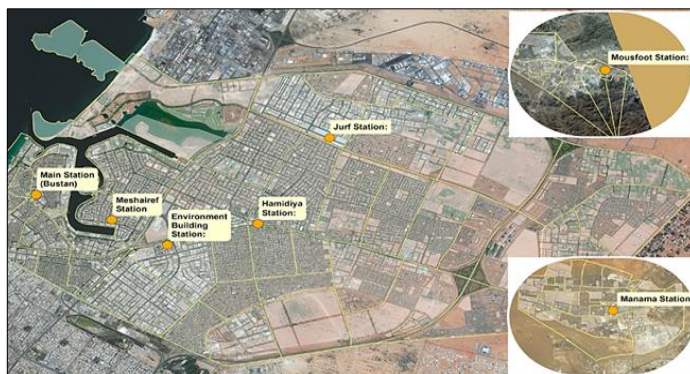 Mousfoot Station:
Jurf Station:
Main Station
(Bustan)
Meshairef
Station
Environment
Building
Station:
Hamidiya
Station:
Manama Station